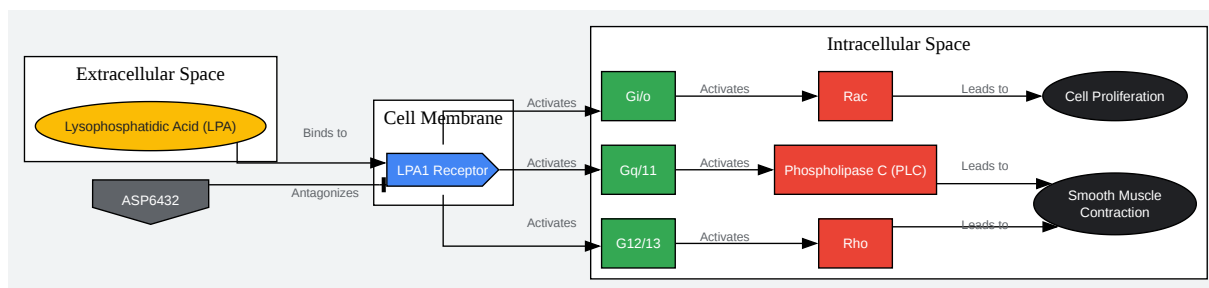 Extracellular Space
Lysophosphatidic Acid (LPA)
Binds to
ASP6432
Antagonizes
Cell Membrane
LPA1 Receptor
Activates
Activates
Activates
Intracellular Space
Gi/o
Activates
Rac
Leads to
Cell Proliferation
Gq/11
Activates
Phospholipase C (PLC)
Leads to
Smooth Muscle
Contraction
G12/13
Activates
Rho
Leads to